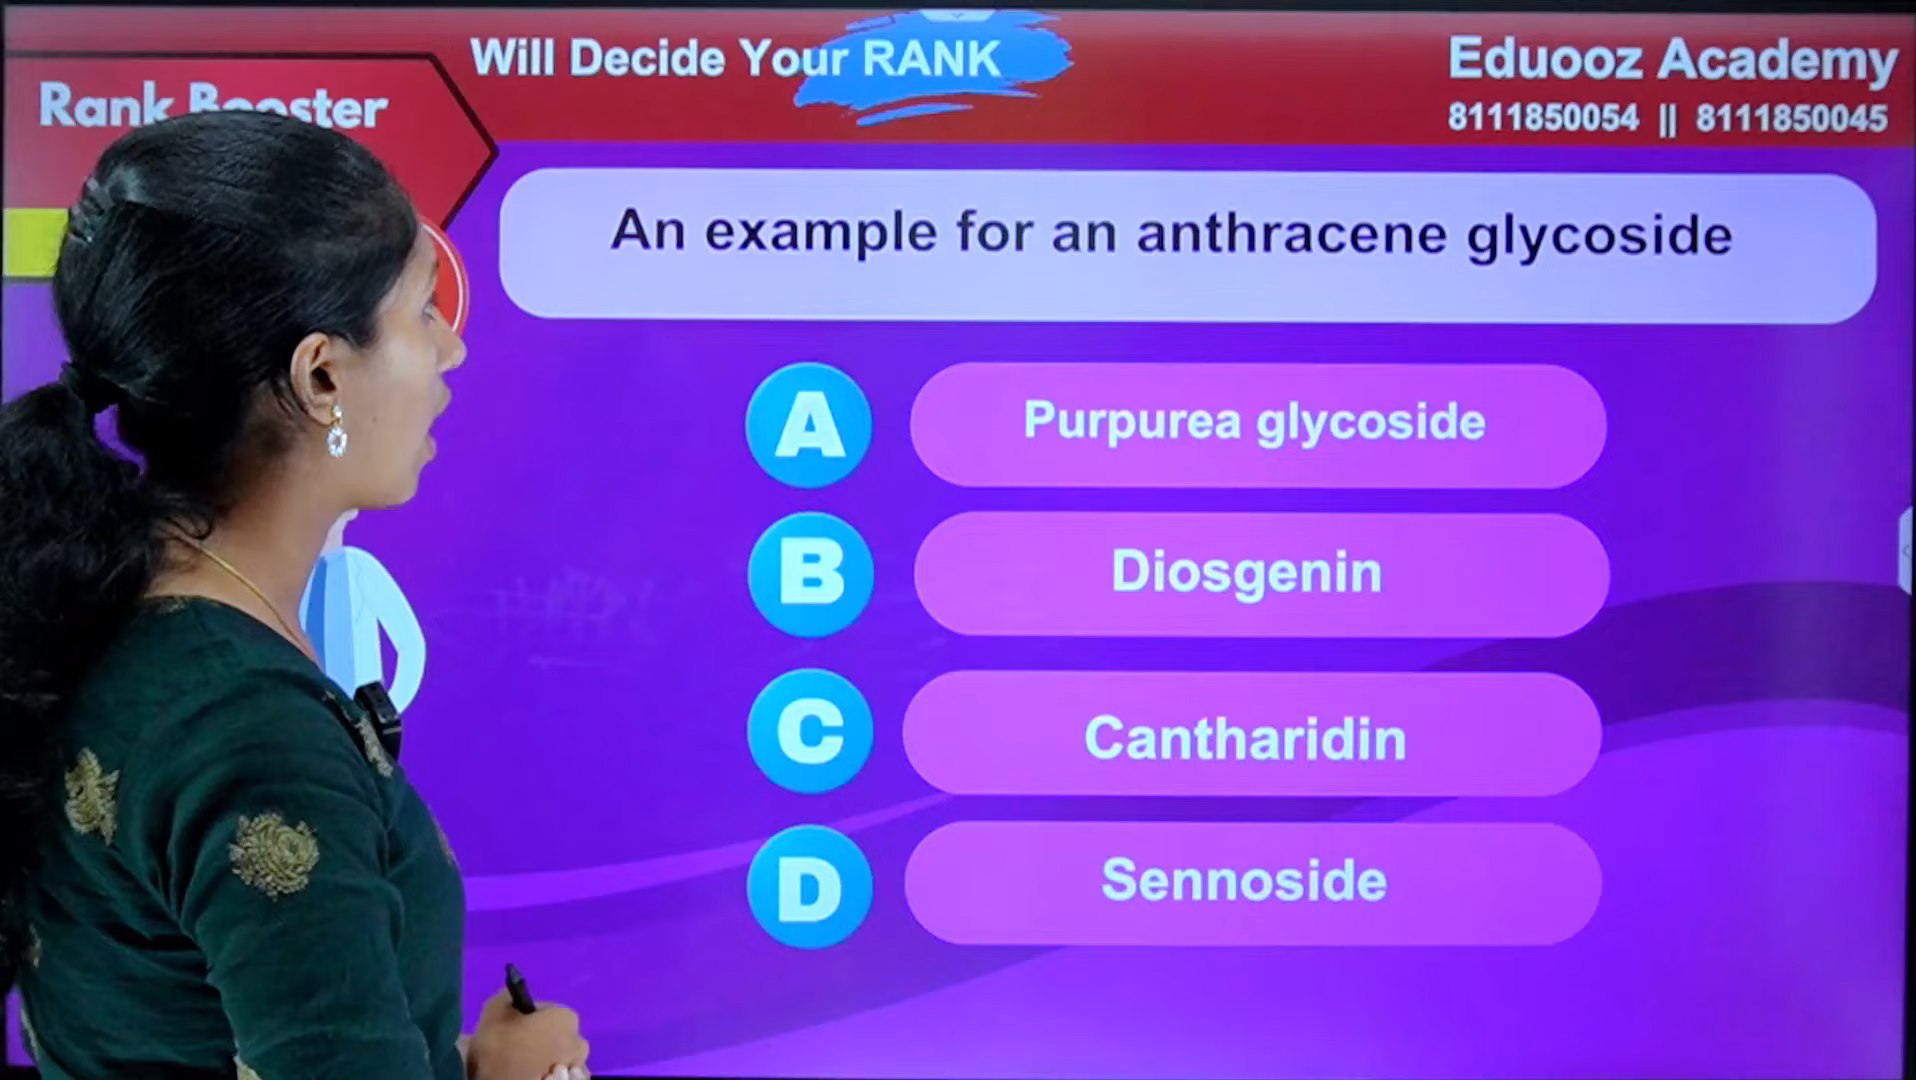 Will Decide Your RANK
Eduooz Academy
8111850054 || 8111850045
Rank Booster
An example for an anthracene glycoside
A Purpurea glycoside
B Diosgenin
C Cantharidin
D Sennoside